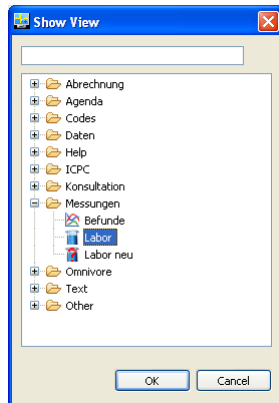 Show View
Abrechnung
Agenda
Codes
Daten
Help
ICPC
Konsultation
Messungen
Befunde
Labor
Labor neu
Omnivore
Text
Other
OK
Cancel